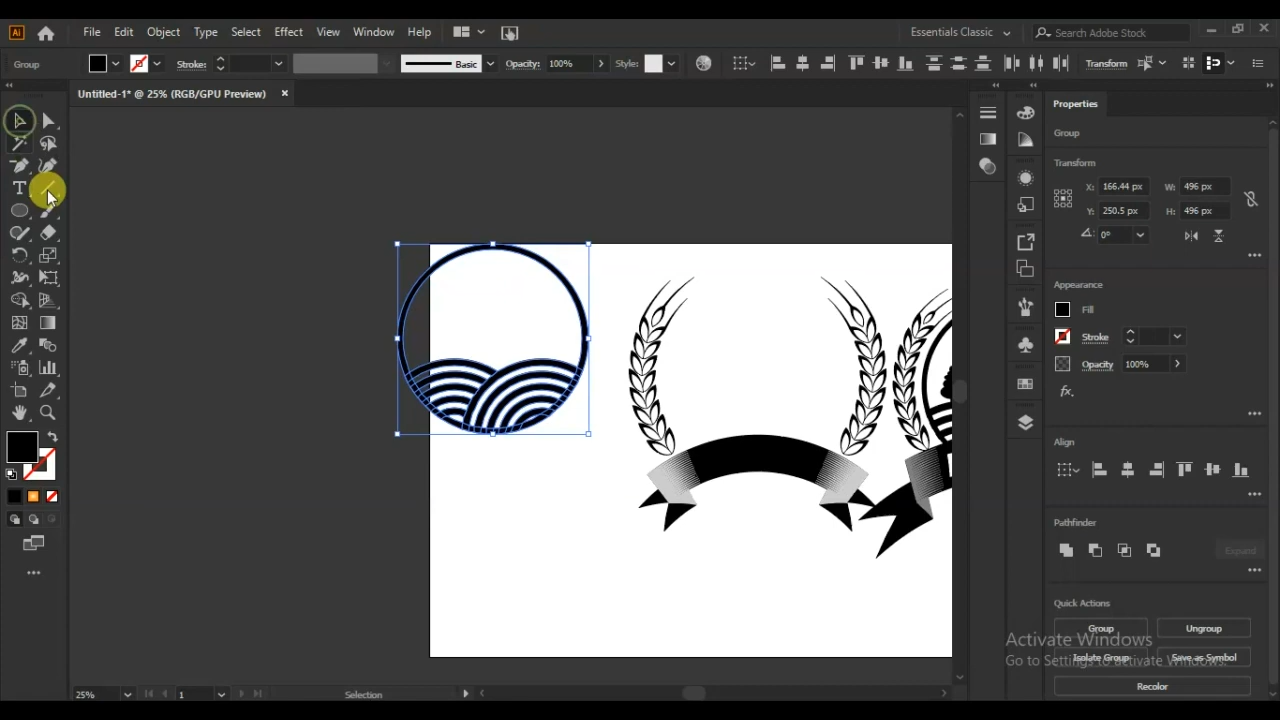 Ai File Edit Object Type Select Effect View Window Help Essentials Classic Search Adobe Stock
Group Stroke: Basic Opacity: 100% Style: Transform
Untitled-1* @ 25% (RGB/GPU Preview) ×
Properties
Group
Transform
X: 166.44 px W: 496 px
Y: 250.5 px H: 496 px
0°
Appearance
Fill
Stroke
Opacity 100%
fx.
Align
Pathfinder
Expand
Quick Actions
Group Ungroup
Activate Windows
Isolate Group Save as Symbol
Go to Settings to activate Windows.
Recolor
25% 1 Selection